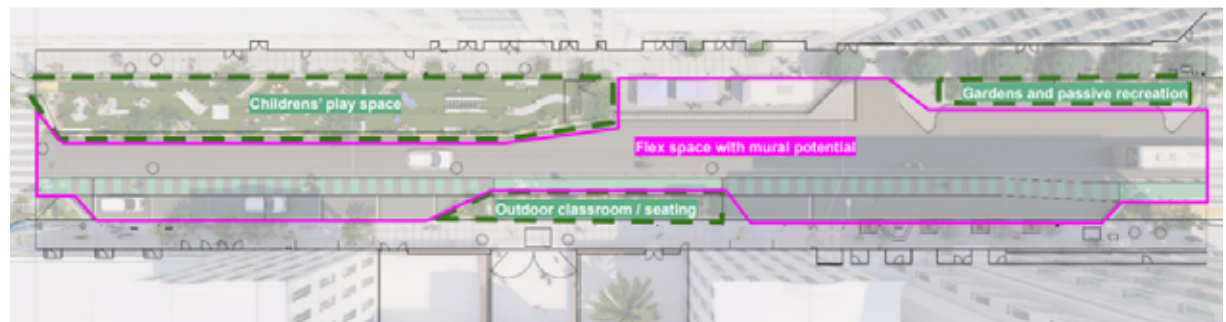 Childrens' play space
Gardens and passive recreation
Flex space with mural potential
Outdoor classroom / seating